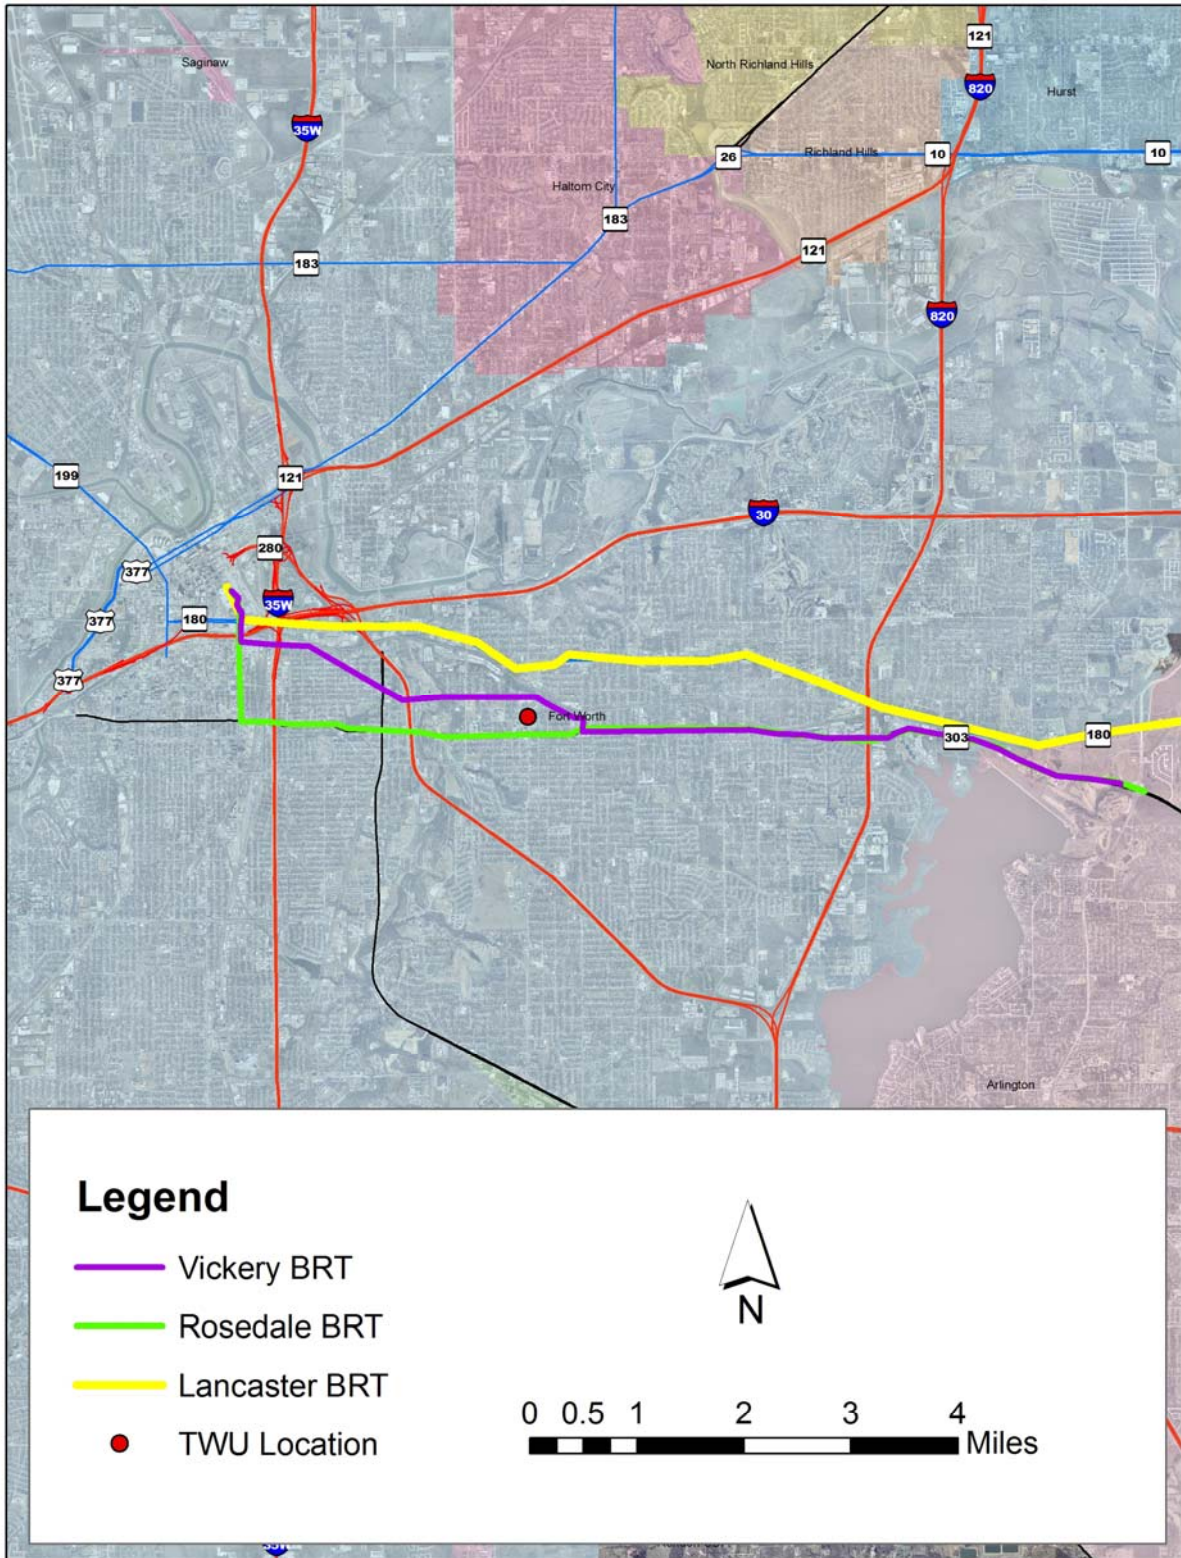 121
Saginaw
North Richland Hills
820
Hurst
35W
26
Richland Hills
10
10
Haltom City
183
121
183
820
199
121
30
280
377
35W
377
180
377
Fort Worth
303
180
Arlington
Legend
Vickery BRT
Rosedale BRT
Lancaster BRT
TWU Location
N
0 0.5 1 2 3 4
Miles
35W